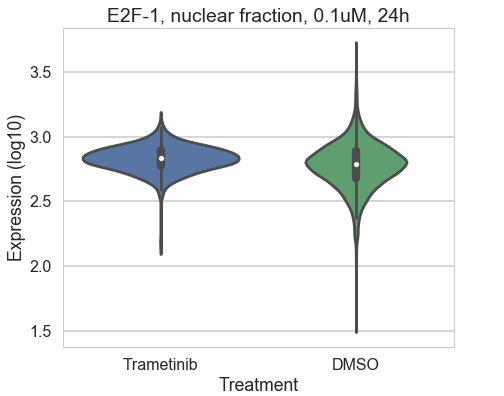 E2F-1, nuclear fraction, 0.1uM, 24h
Expression (log10)
3.5
3.0
2.5
2.0
1.5
Trametinib DMSO
Treatment